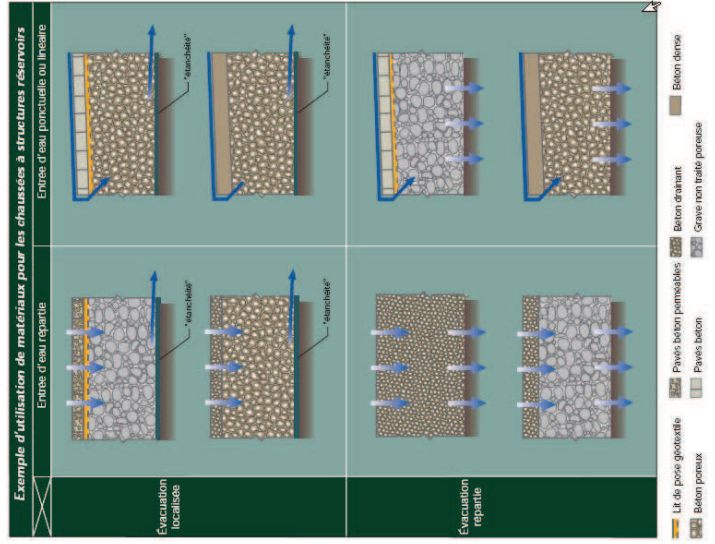 Exemple d'utilisation de matériaux pour les chaussées à structures réservoirs
Entrée d'eau répartie
Entrée d'eau ponctuelle ou linéaire
Évacuation
localisée
"étanchéité"
"étanchéité"
"étanchéité"
"étanchéité"
Évacuation
répartie
Lit de pose géotextile
Pavés béton perméables
Béton drainant
Béton dense
Béton poreux
Pavés béton
Grave non traité poreuse